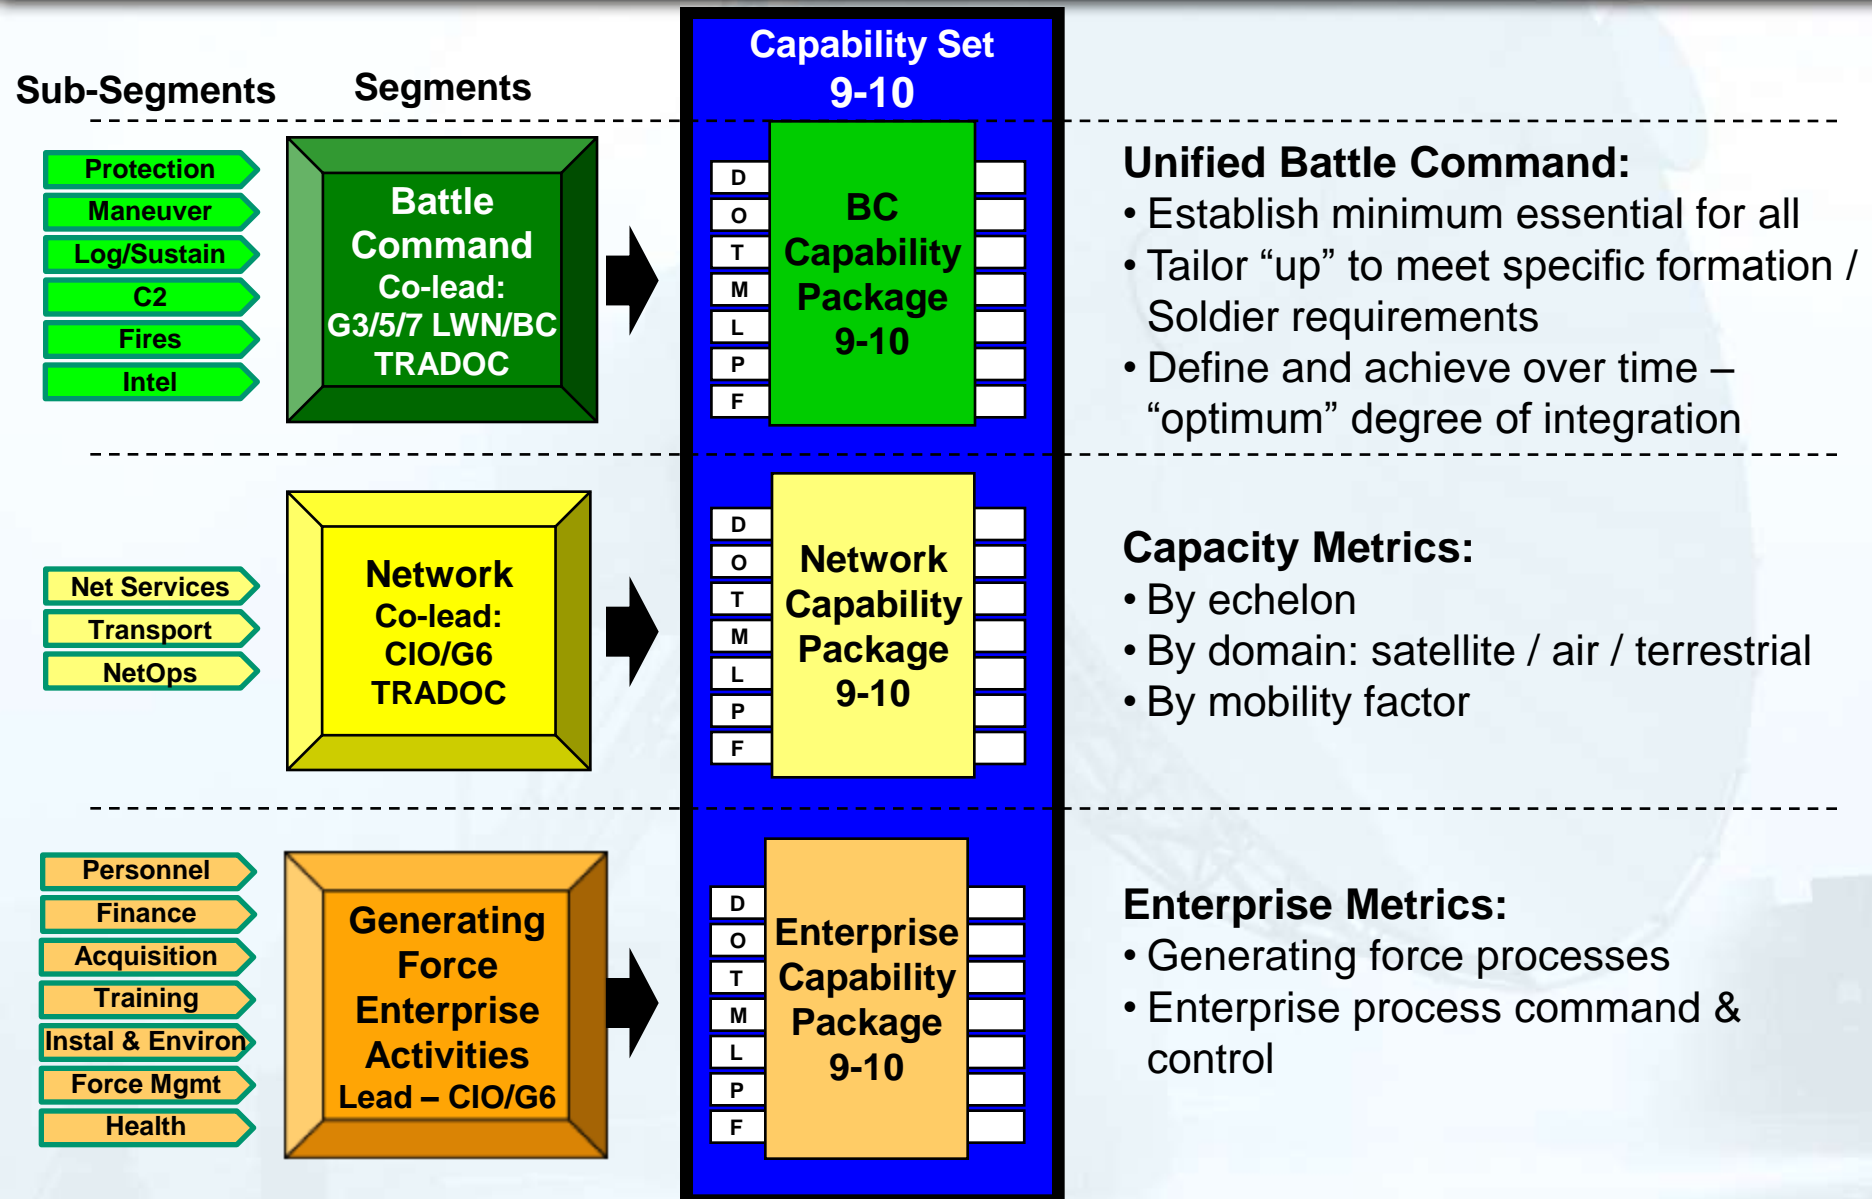 Sub-Segments
Segments
Capability Set
9-10
Protection
Maneuver
Log/Sustain
C2
Fires
Intel
Battle
Command
Co-lead:
G3/5/7 LWN/BC
TRADOC
D
O
T
M
L
P
F
BC
Capability
Package
9-10
Unified Battle Command:
• Establish minimum essential for all
• Tailor “up” to meet specific formation /
Soldier requirements
• Define and achieve over time –
“optimum” degree of integration
Net Services
Transport
NetOps
Network
Co-lead:
CIO/G6
TRADOC
D
O
T
M
L
P
F
Network
Capability
Package
9-10
Capacity Metrics:
• By echelon
• By domain: satellite / air / terrestrial
• By mobility factor
Personnel
Finance
Acquisition
Training
Instal & Environ
Force Mgmt
Health
Generating
Force
Enterprise
Activities
Lead – CIO/G6
D
O
T
M
L
P
F
Enterprise
Capability
Package
9-10
Enterprise Metrics:
• Generating force processes
• Enterprise process command &
control